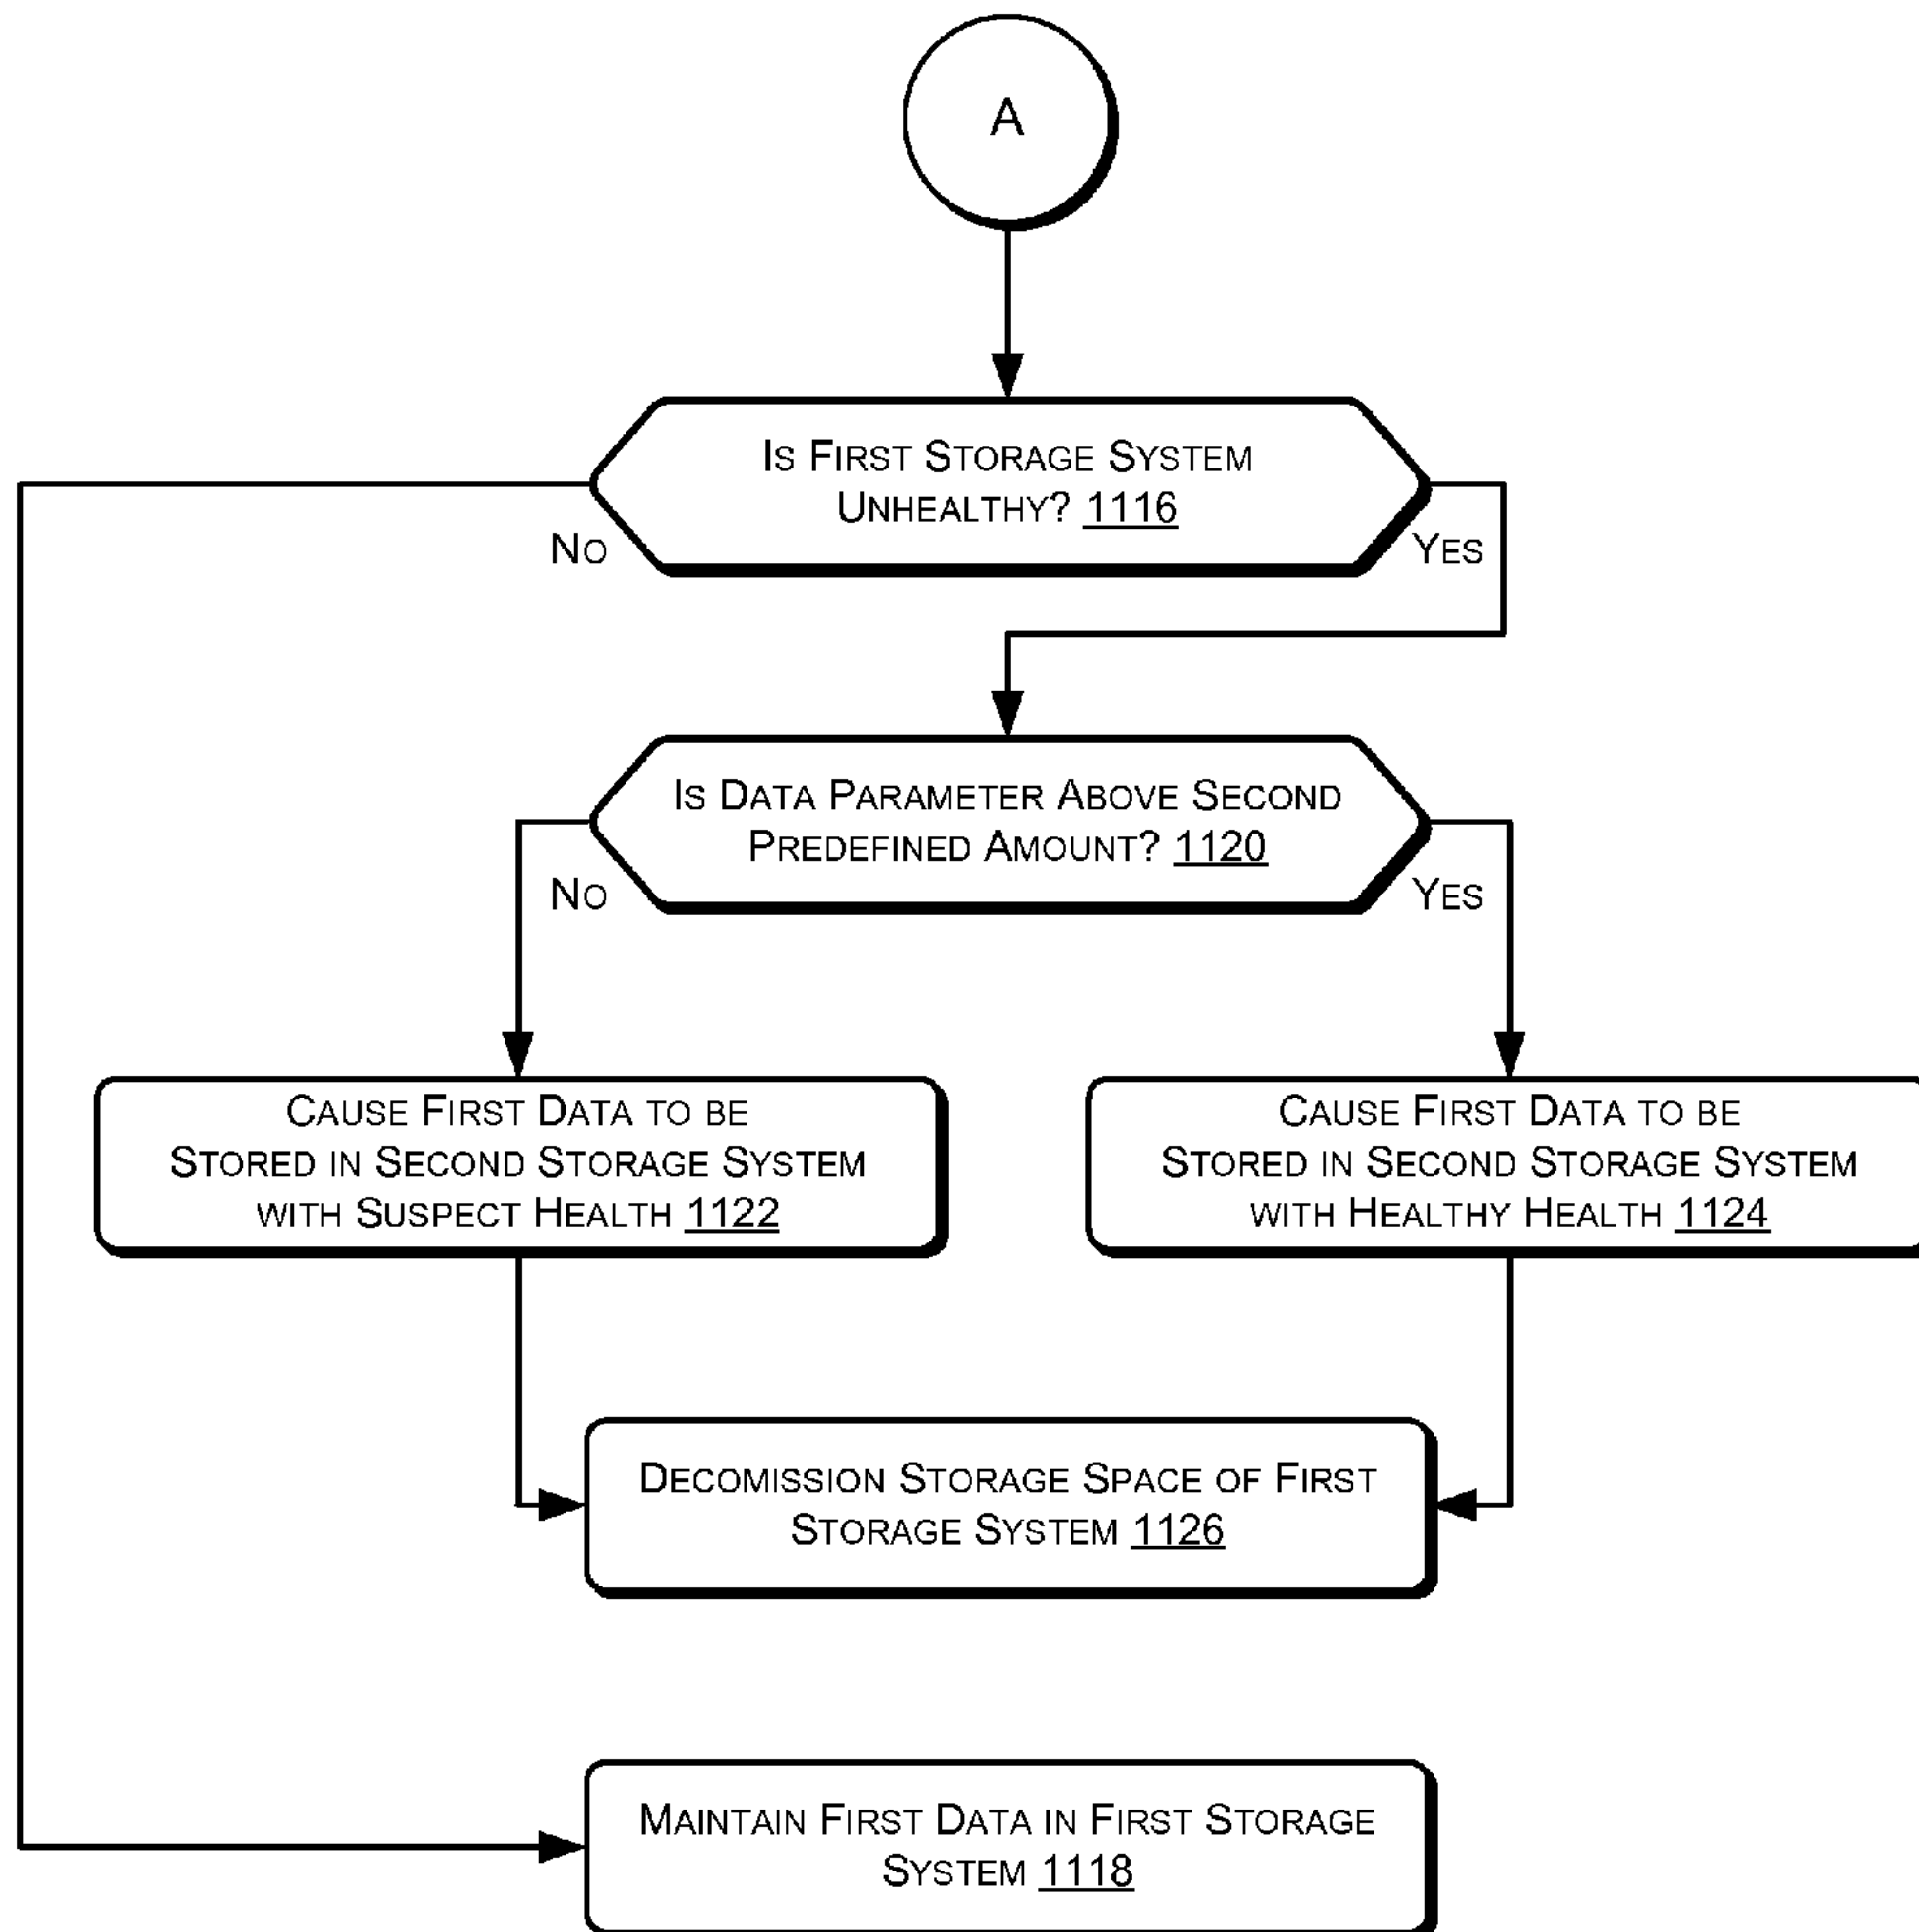 A
Is First Storage System
Unhealthy? 1116
No
Yes
Is Data Parameter Above Second
Predefined Amount? 1120
No
Yes
Cause First Data to be
Stored in Second Storage System
with Suspect Health 1122
Cause First Data to be
Stored in Second Storage System
with Healthy Health 1124
Decomission Storage Space of First
Storage System 1126
Maintain First Data in First Storage
System 1118